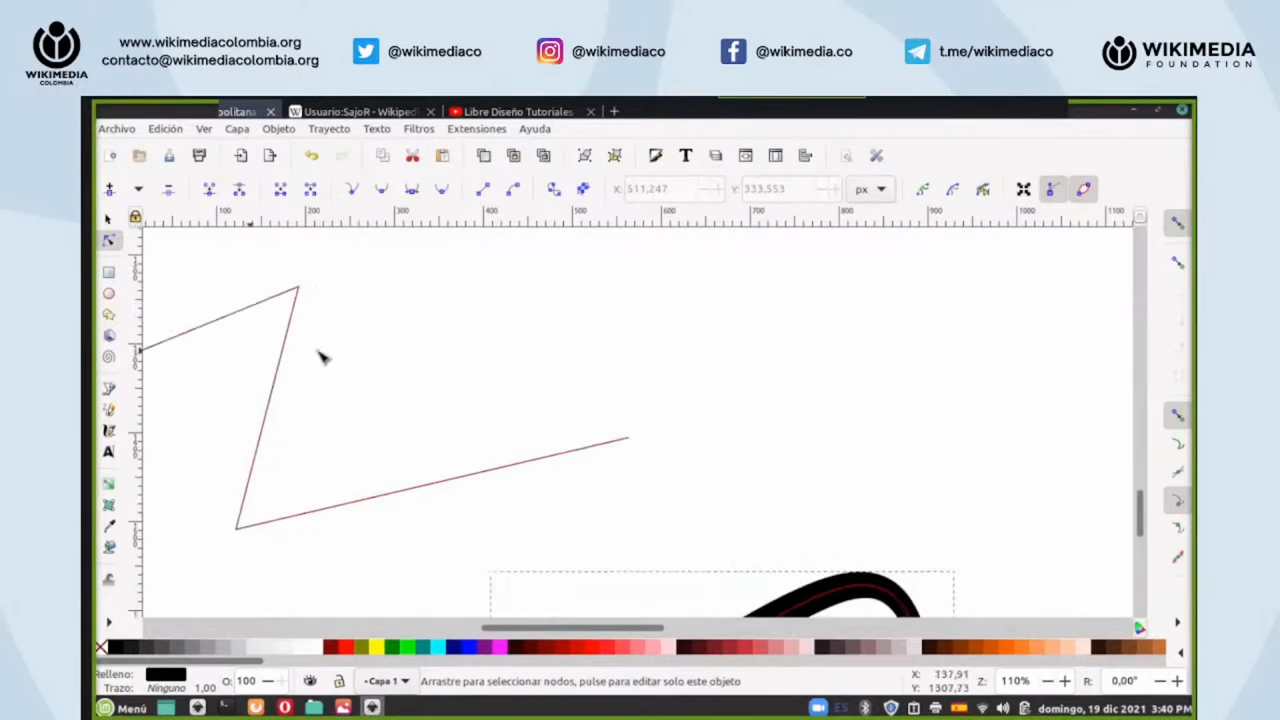 WIKIMEDIA
COLOMBIA
www.wikimediacolombia.org
contacto@wikimediacolombia.org
@wikimediaco
@wikimediaco
@wikimedia.co
t.me/wikimediaco
WIKIMEDIA
FOUNDATION
politana
Usuario:SajoR - Wikiped
Libre Diseño Tutoriales
Archivo Edición Ver Capa Objeto Trayecto Texto Filtros Extensiones Ayuda
X: 511,247 Y: 333,553 px
100 200 300 400 500 600 700 800 900 1000 1100
Relleno:
Trazo: Ninguno 1,00
O: 100
Capa 1
Arrastre para seleccionar nodos, pulse para editar solo este objeto
X: 137,91
Y: 1307,73
Z: 110%
R: 0,00°
Menú
ES
domingo, 19 dic 2021
3:40 PM